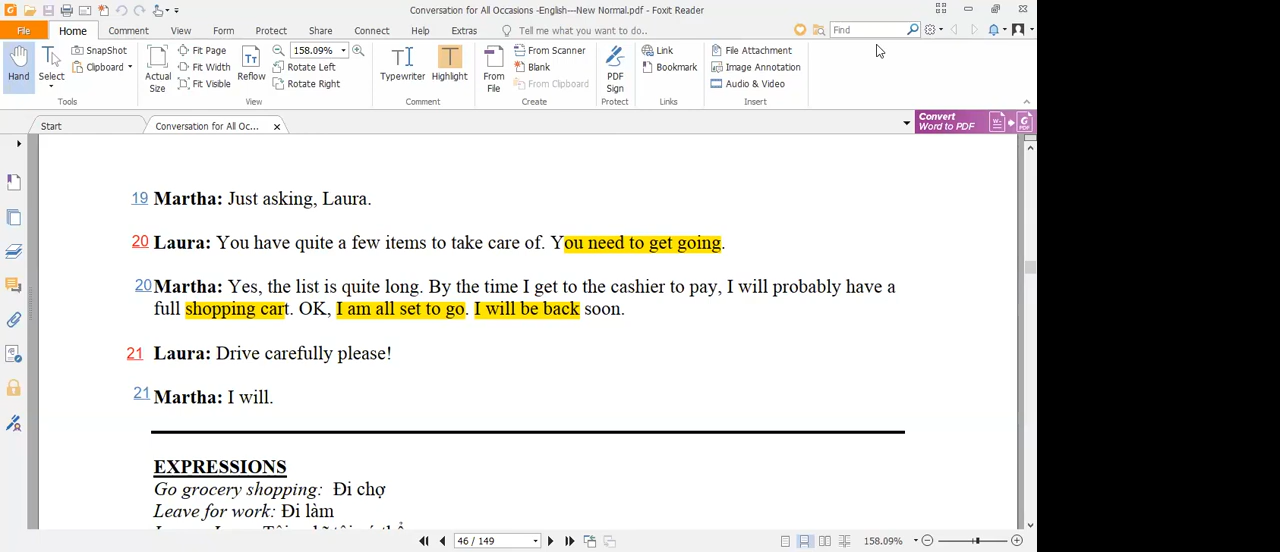 Conversation for All Occasions -English---New Normal.pdf - Foxit Reader
File Home Comment View Form Protect Share Connect Help Extras Tell me what you want to do.. Find
Hand Select SnapShot Clipboard Actual Size Fit Page Fit Width Fit Visible Reflow 158.09% Rotate Left Rotate Right Typewriter Highlight From File From Scanner Blank From Clipboard PDF Sign Link Bookmark File Attachment Image Annotation Audio & Video
Tools View Comment Create Protect Links Insert
Start Conversation for All Oc... Convert Word to PDF
19 Martha: Just asking, Laura.
20 Laura: You have quite a few items to take care of. You need to get going.
20 Martha: Yes, the list is quite long. By the time I get to the cashier to pay, I will probably have a
full shopping cart. OK, I am all set to go. I will be back soon.
21 Laura: Drive carefully please!
21 Martha: I will.
EXPRESSIONS
Go grocery shopping: Đi chợ
Leave for work: Đi làm
46 / 149 158.09%